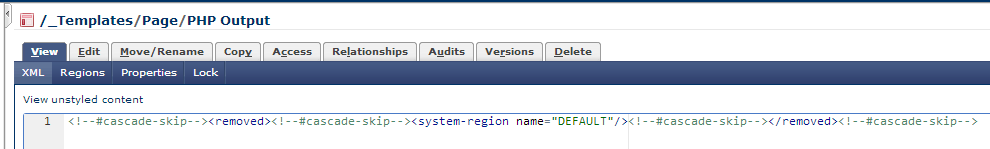 /_Templates/Page/PHP Output
View Edit Move/Rename Copy Access Relationships Audits Versions Delete
XML Regions Properties Lock
View unstyled content
1 <!--#cascade-skip--><removed><!--#cascade-skip--><system-region name="DEFAULT"/><!--#cascade-skip--></removed><!--#cascade-skip-->